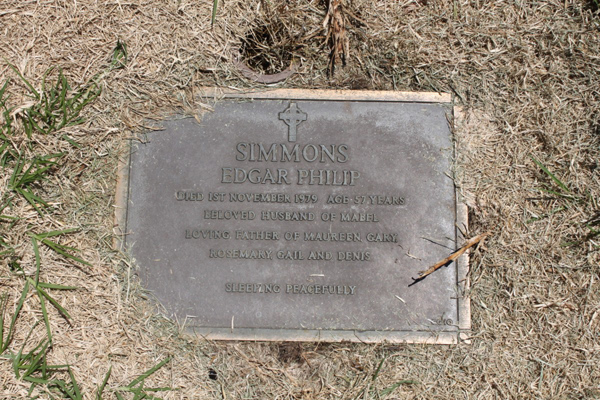 SIMMONS
EDGAR PHILIP
DIED 1ST NOVEMBER 1979 AGE 57 YEARS
BELOVED HUSBAND OF MABEL
LOVING FATHER OF MAUREEN, GARY,
ROSEMARY, GAIL AND DENIS
SLEEPING PEACEFULLY